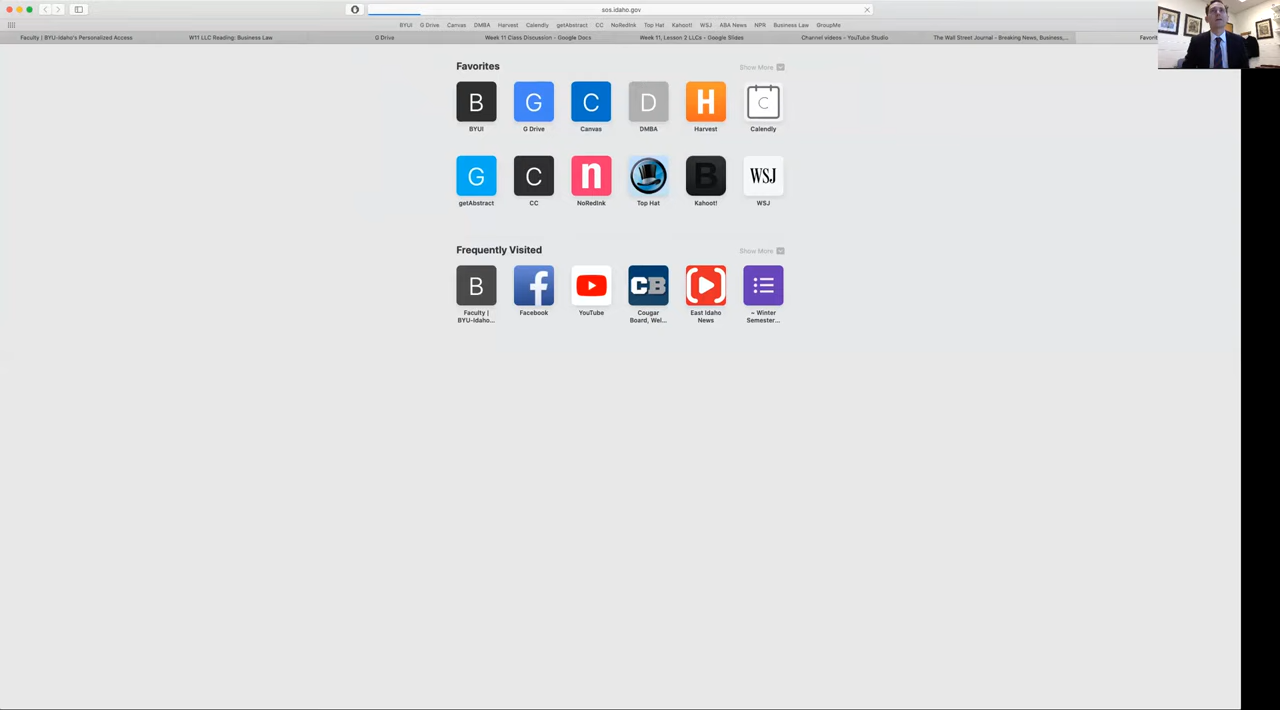 sos.idaho.gov
BYUI G Drive Canvas DMBA Harvest Calendly getAbstract CC NoRedInk Top Hat Kahoot! WSJ ABA News NPR Business Law GroupMe
Faculty | BYU-Idaho's Personalized Access W11 LLC Reading: Business Law G Drive Week 11 Class Discussion - Google Docs Week 11, Lesson 2 LLCs - Google Slides Channel videos - YouTube Studio The Wall Street Journal - Breaking News, Business,... Favori
Favorites Show More
B G C D H C
BYUI G Drive Canvas DMBA Harvest Calendly
G C n B WSJ
getAbstract CC NoRedInk Top Hat Kahoot! WSJ
Frequently Visited Show More
B f CB
Faculty | Facebook YouTube Cougar East Idaho ~ Winter
BYU-Idaho... Board, Wel... News Semester...